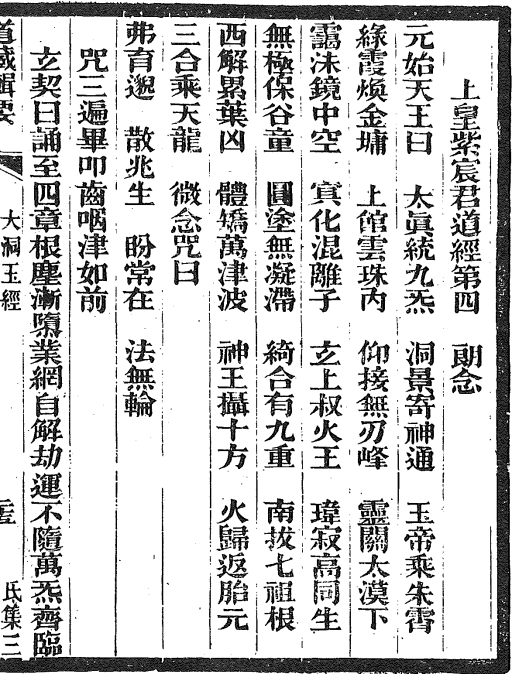 上皇紫宸君道經第四 朗念
元始天王曰 太眞統九炁 洞景寄神通 玉帝乘朱霄
綠霞煥金墉 上館雲珠內 仰接無刃峰 靈關太漠下
靄沫鏡中空 寘化混離子 玄上叔火王 瑋寂高同生
無極保谷童 圓塗無凝滯 綺合有九重 南拔七祖根
西解累葉凶 體矯萬津波 神王攝十方 火歸返胎元
三合乘天龍 微念咒曰
弗育邈 散兆生 盼常在 法無輪
咒三遍畢叩齒咽津如前
玄契曰誦至四章根塵漸隳業網自解劫運不隨萬炁齊臨
道藏輯要 大洞玉經 氐集三